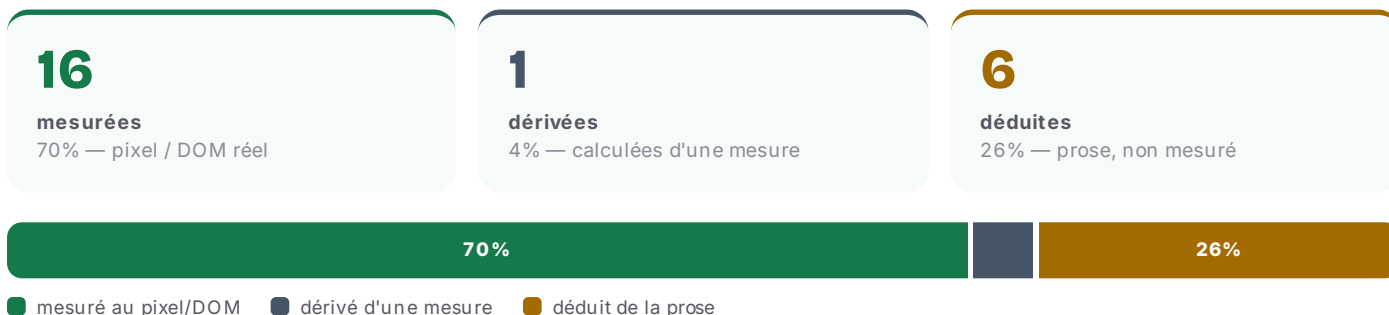 16
mesurées
70% — pixel / DOM réel
1
dérivées
4% — calculées d'une mesure
6
déduites
26% — prose, non mesuré
70%
26%
mesuré au pixel/DOM
dérivé d'une mesure
déduit de la prose